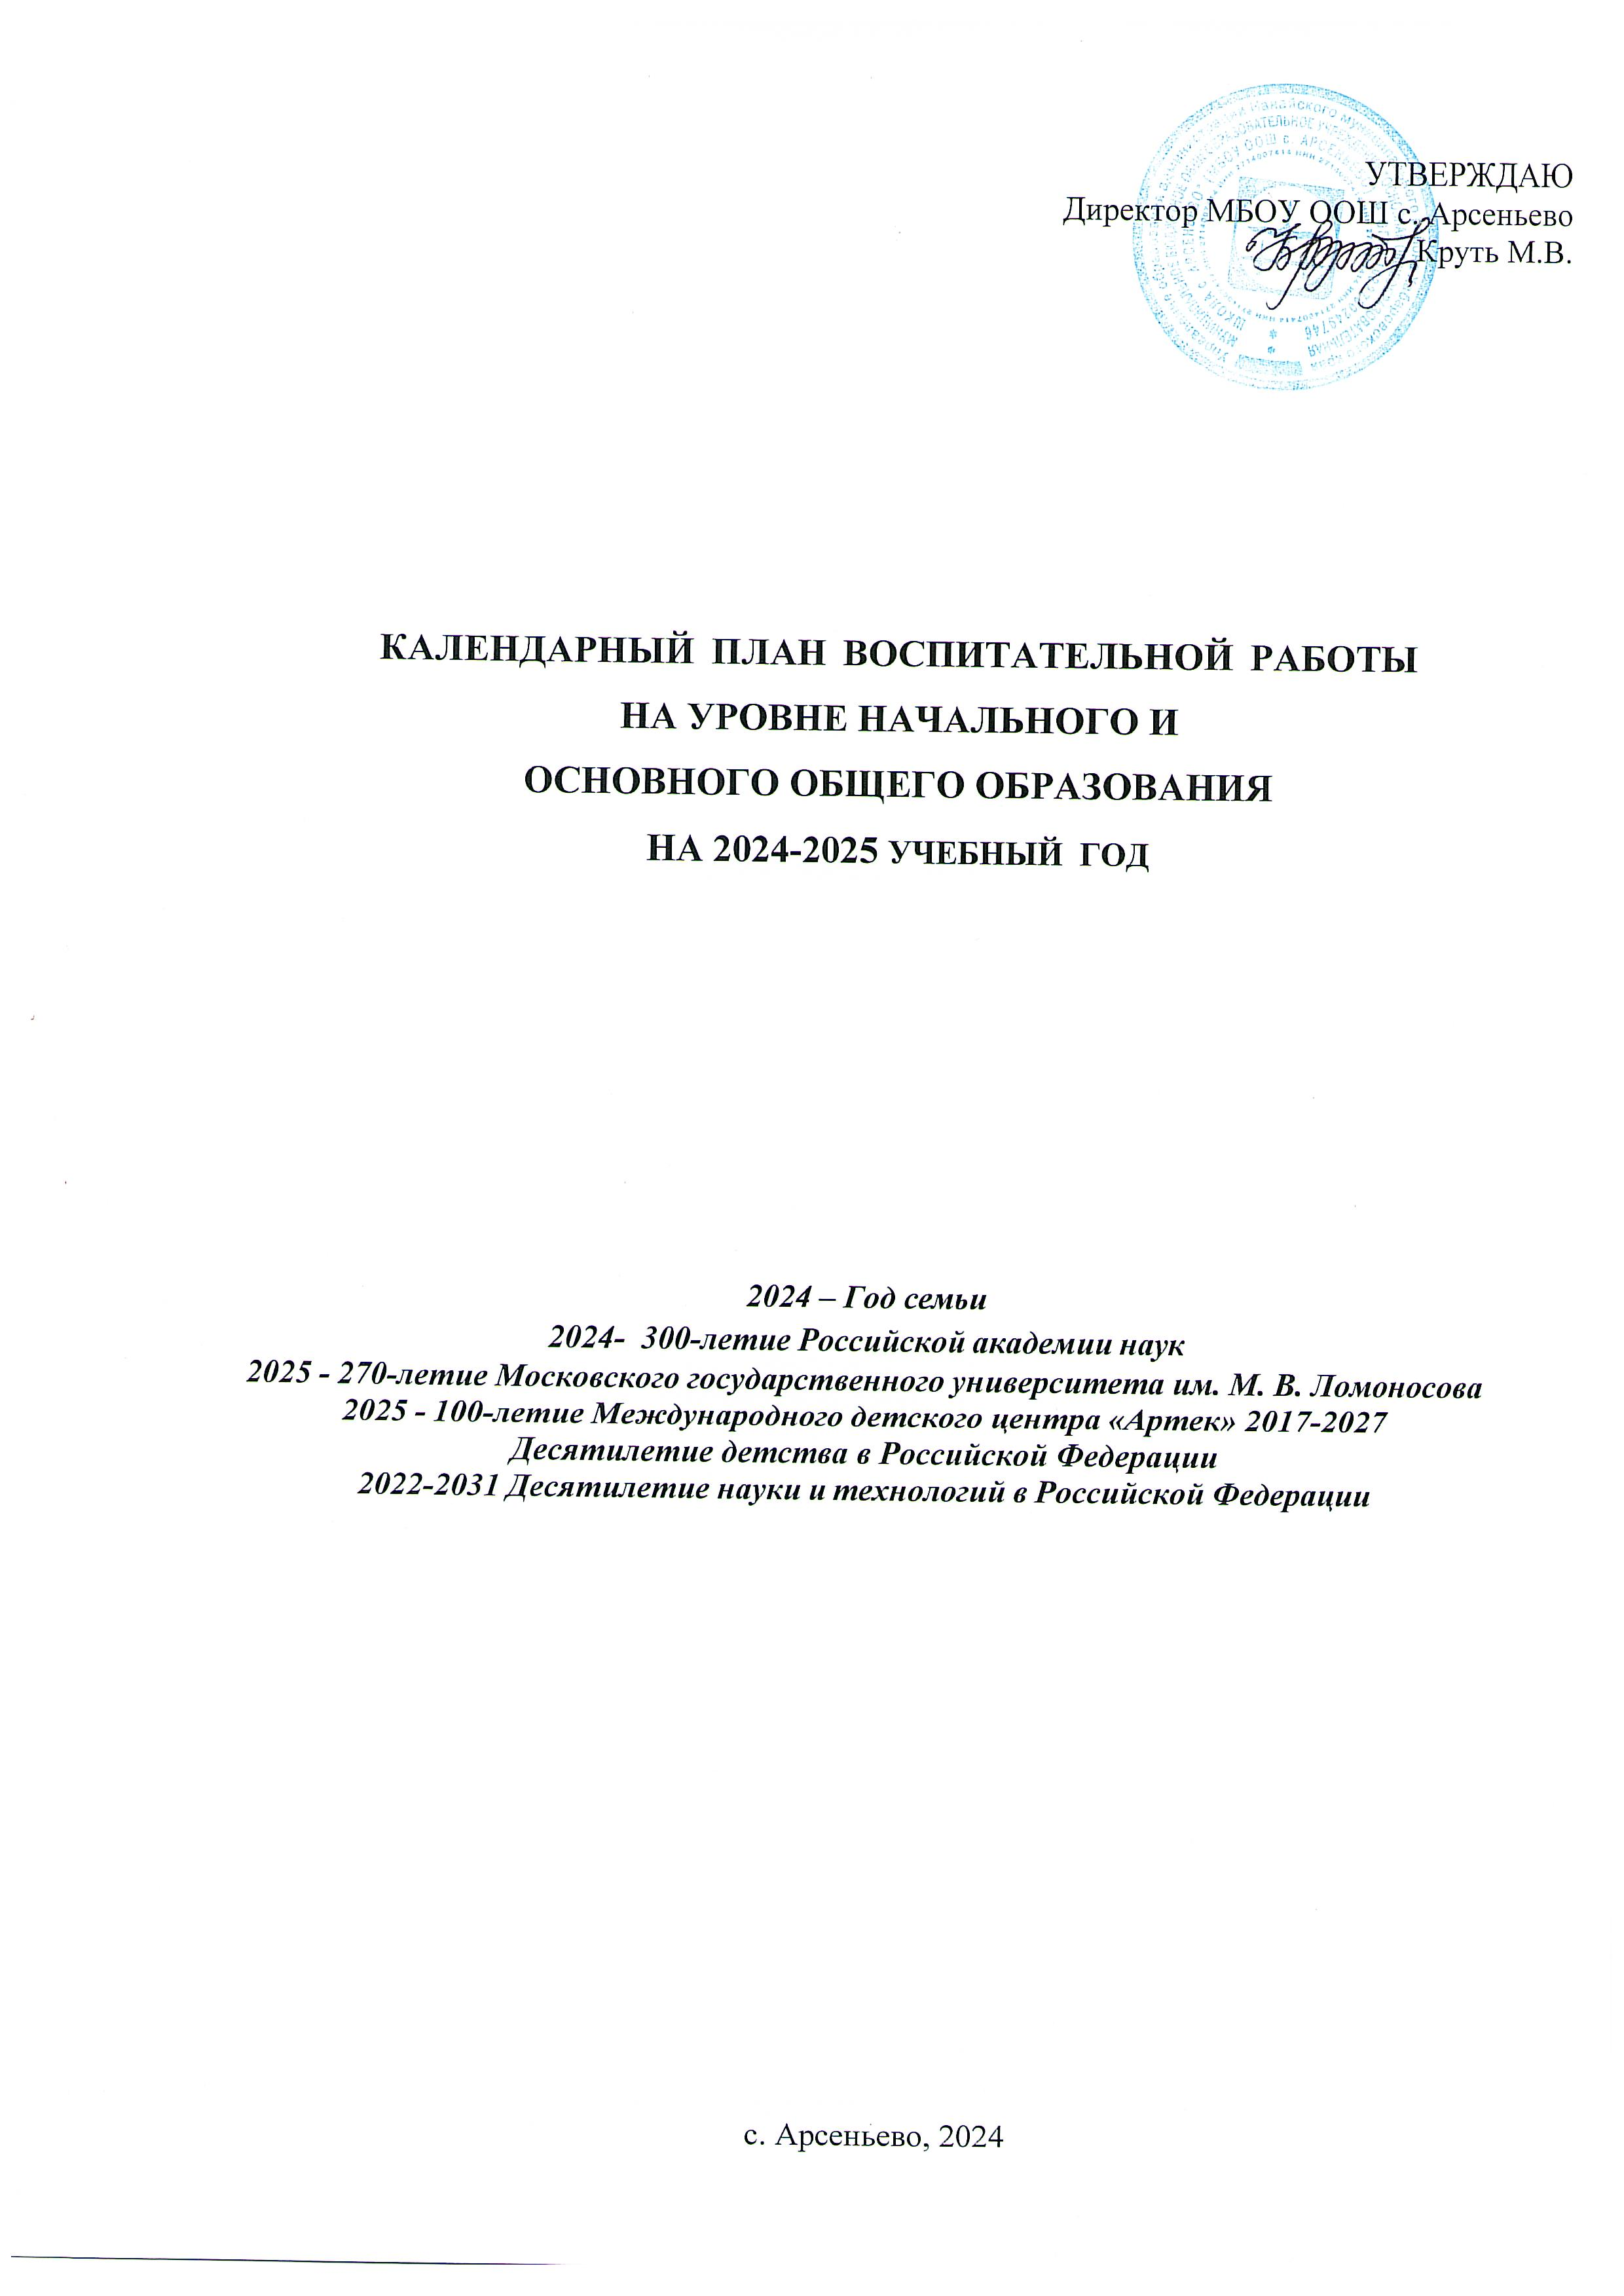 УТВЕРЖДАЮ
Директор МБОУ ООШ с. Арсеньево
Круть М.В.
КАЛЕНДАРНЫЙ ПЛАН ВОСПИТАТЕЛЬНОЙ РАБОТЫ
НА УРОВНЕ НАЧАЛЬНОГО И
ОСНОВНОГО ОБЩЕГО ОБРАЗОВАНИЯ
НА 2024-2025 УЧЕБНЫЙ ГОД
2024 – Год семьи
2024- 300-летие Российской академии наук
2025 - 270-летие Московского государственного университета им. М. В. Ломоносова
2025 - 100-летие Международного детского центра «Артек» 2017-2027
Десятилетие детства в Российской Федерации
2022-2031 Десятилетие науки и технологий в Российской Федерации
с. Арсеньево, 2024